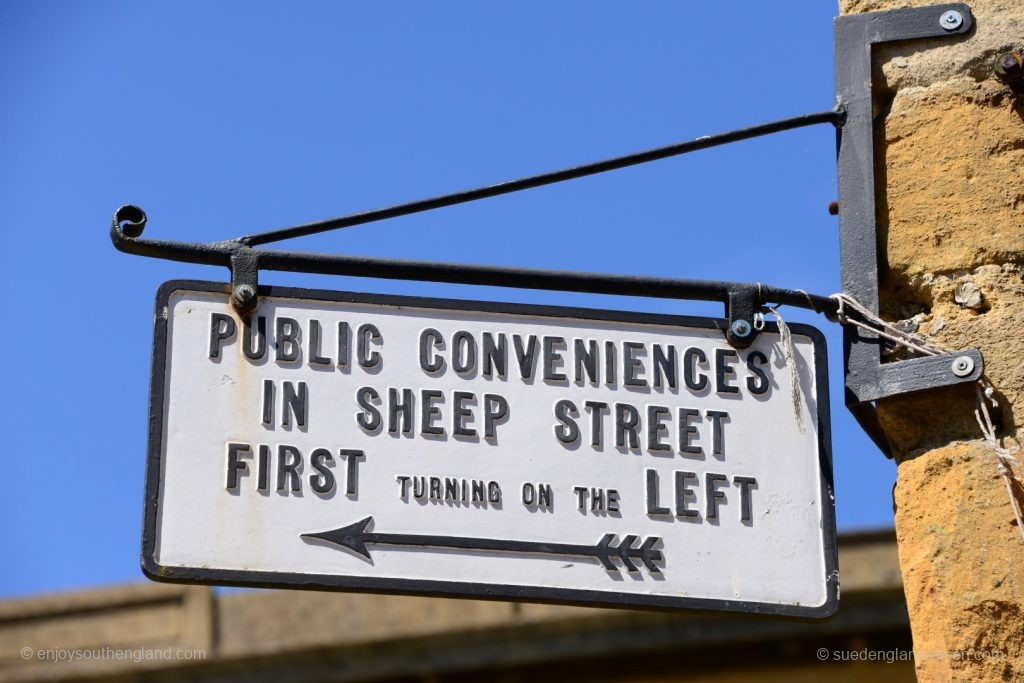 PUBLIC CONVENIENCES
IN SHEEP STREET
FIRST TURNING ON THE LEFT
© enjoysouthengland.com